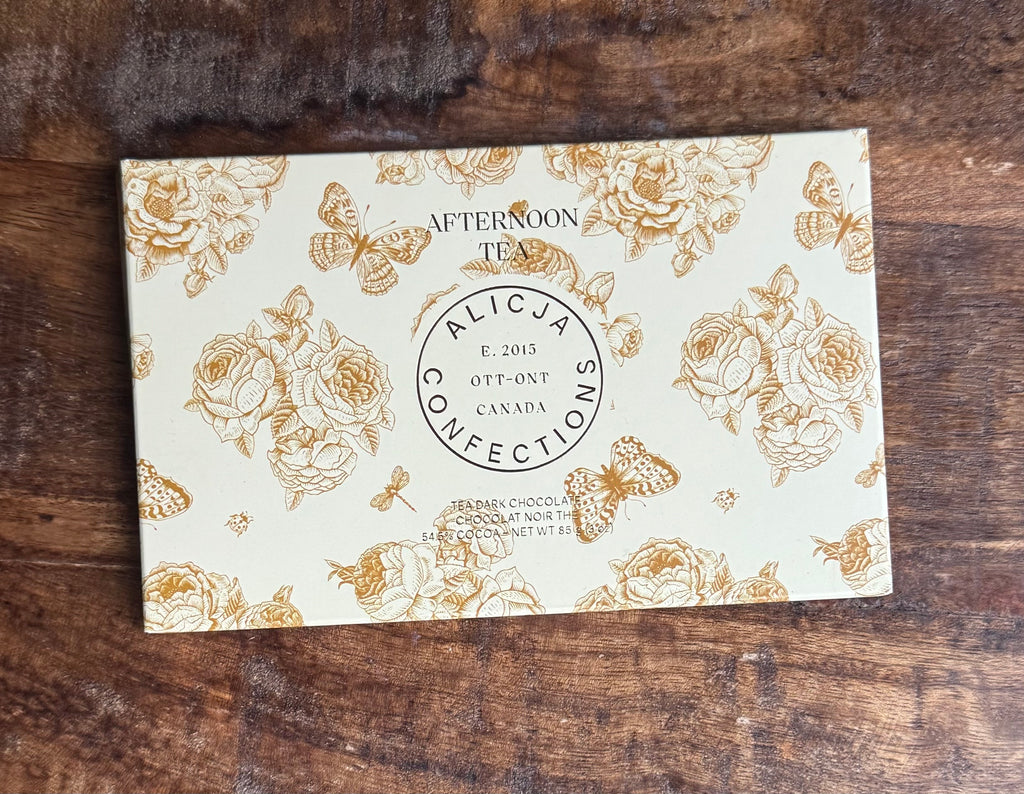 AFTERNOON
TEA
ALICJA
E. 2015
OTT-ONT
CANADA
CONFECTIONS
TEA DARK CHOCOLATE
CHOCOLAT NOIR THÉ
54.5% COCOA - NET WT 85 g (3 oz)